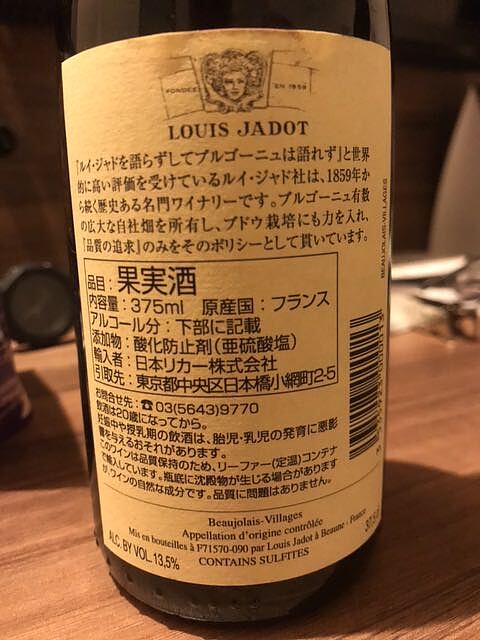 FONDÉE EN 1859
LOUIS JADOT
『ルイ・ジャドを語らずしてブルゴーニュは語れず』と世界
的に高い評価を受けているルイ・ジャド社は、1859年か
ら続く歴史ある名門ワイナリーです。ブルゴーニュ有数
の広大な自社畑を所有し、ブドウ栽培にも力を入れ、
『品質の追求』のみをそのポリシーとして貫いています。
品目：果実酒
内容量：375ml 原産国：フランス
アルコール分：下部に記載
添加物：酸化防止剤（亜硫酸塩）
輸入者：日本リカー株式会社
引取先：東京都中央区日本橋小網町2-5
お問合せ先：☎03(5643)9770
飲酒は20歳になってから。
妊娠中や授乳期の飲酒は、胎児・乳児の発育に悪影
響を与えるおそれがあります。
このワインは品質保持のため、リーファー（定温）コンテナ
で輸入しています。瓶底に沈殿物が生じる場合があります
が、ワインの自然な成分です。品質に問題はありません。
BEAUJOLAIS-VILLAGES
Beaujolais-Villages
Appellation d'origine contrôlée
Mis en bouteilles à F71570-090 par Louis Jadot à Beaune - France
ALC. BY VOL. 13,5%
CONTAINS SULFITES